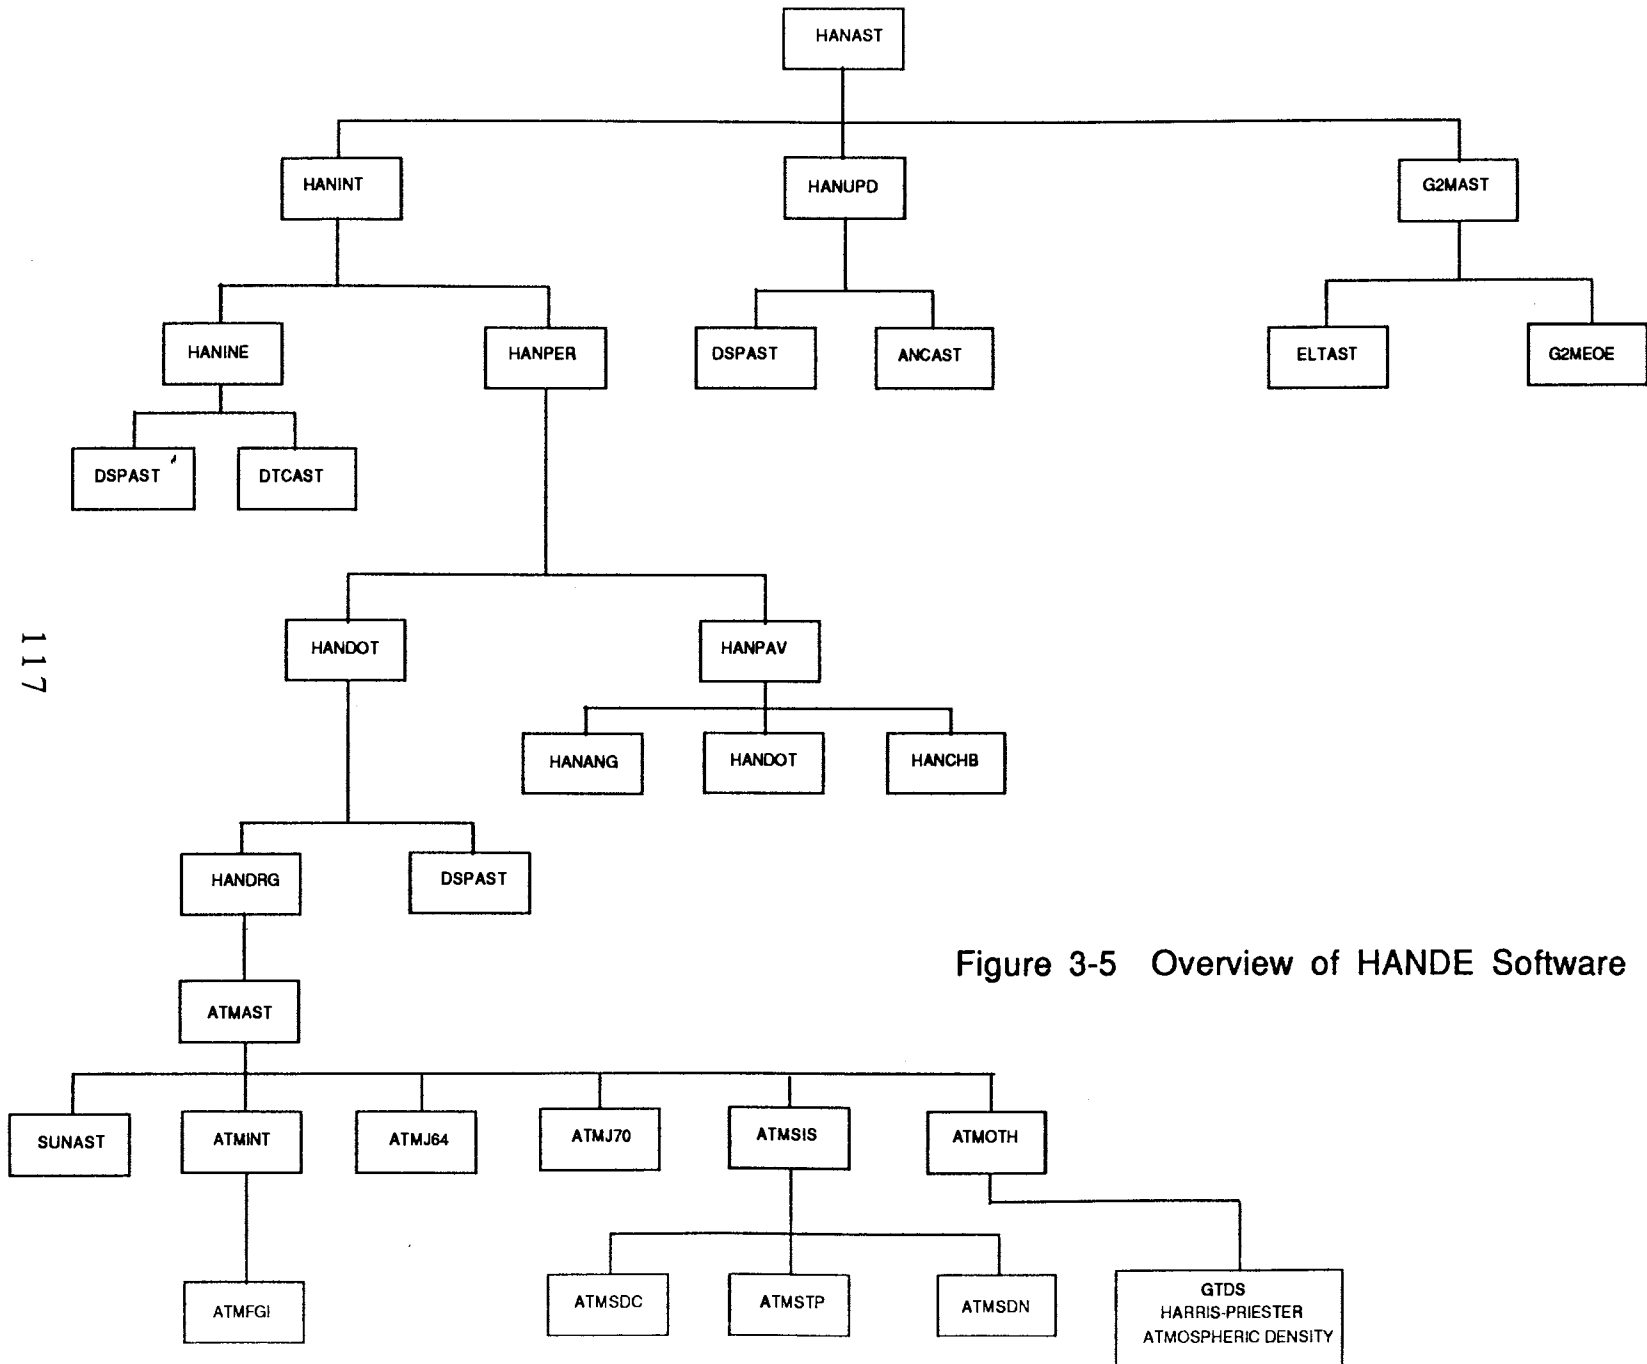 HANAST
HANINT
HANUPD
G2MAST
HANINE
HANPER
DSPAST
ANCAST
ELTAST
G2MEOE
DSPAST
DTCAST
117
HANDOT
HANPAV
HANANG
HANDOT
HANCHB
HANDRG
DSPAST
Figure 3-5 Overview of HANDE Software
ATMAST
SUNAST
ATMINT
ATMJ64
ATMJ70
ATMSIS
ATMOTH
ATMFGI
ATMSDC
ATMSTP
ATMSDN
GTDS
HARRIS-PRIESTER
ATMOSPHERIC DENSITY